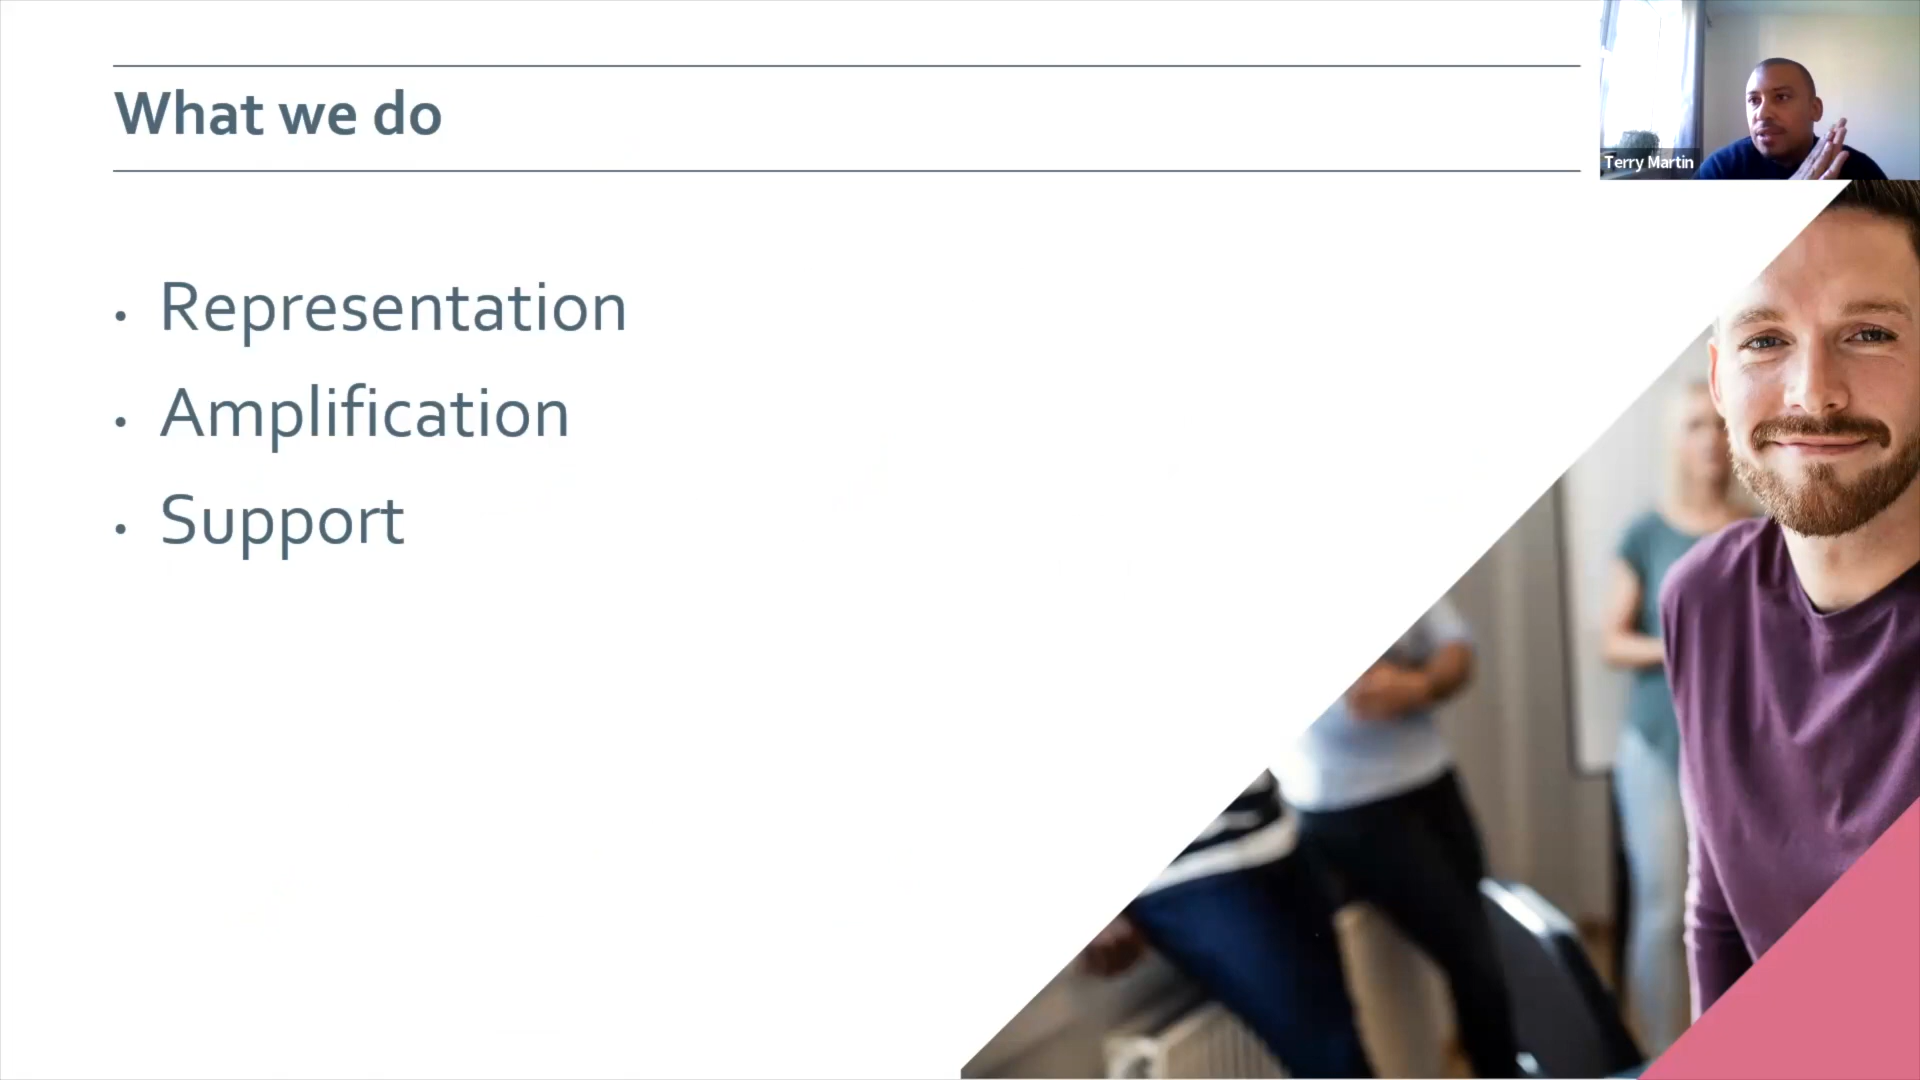 What we do
Terry Martin
• Representation
• Amplification
• Support